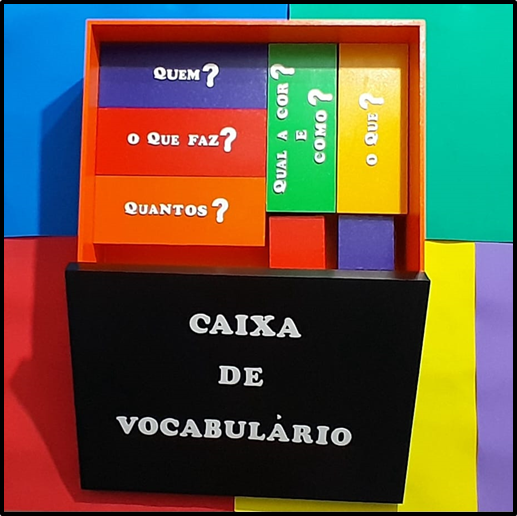 QUEM?
O QUE FAZ?
QUANTOS?
QUAL A COR?
E
COMO?
O QUE?
CAIXA
DE
VOCABULÁRIO